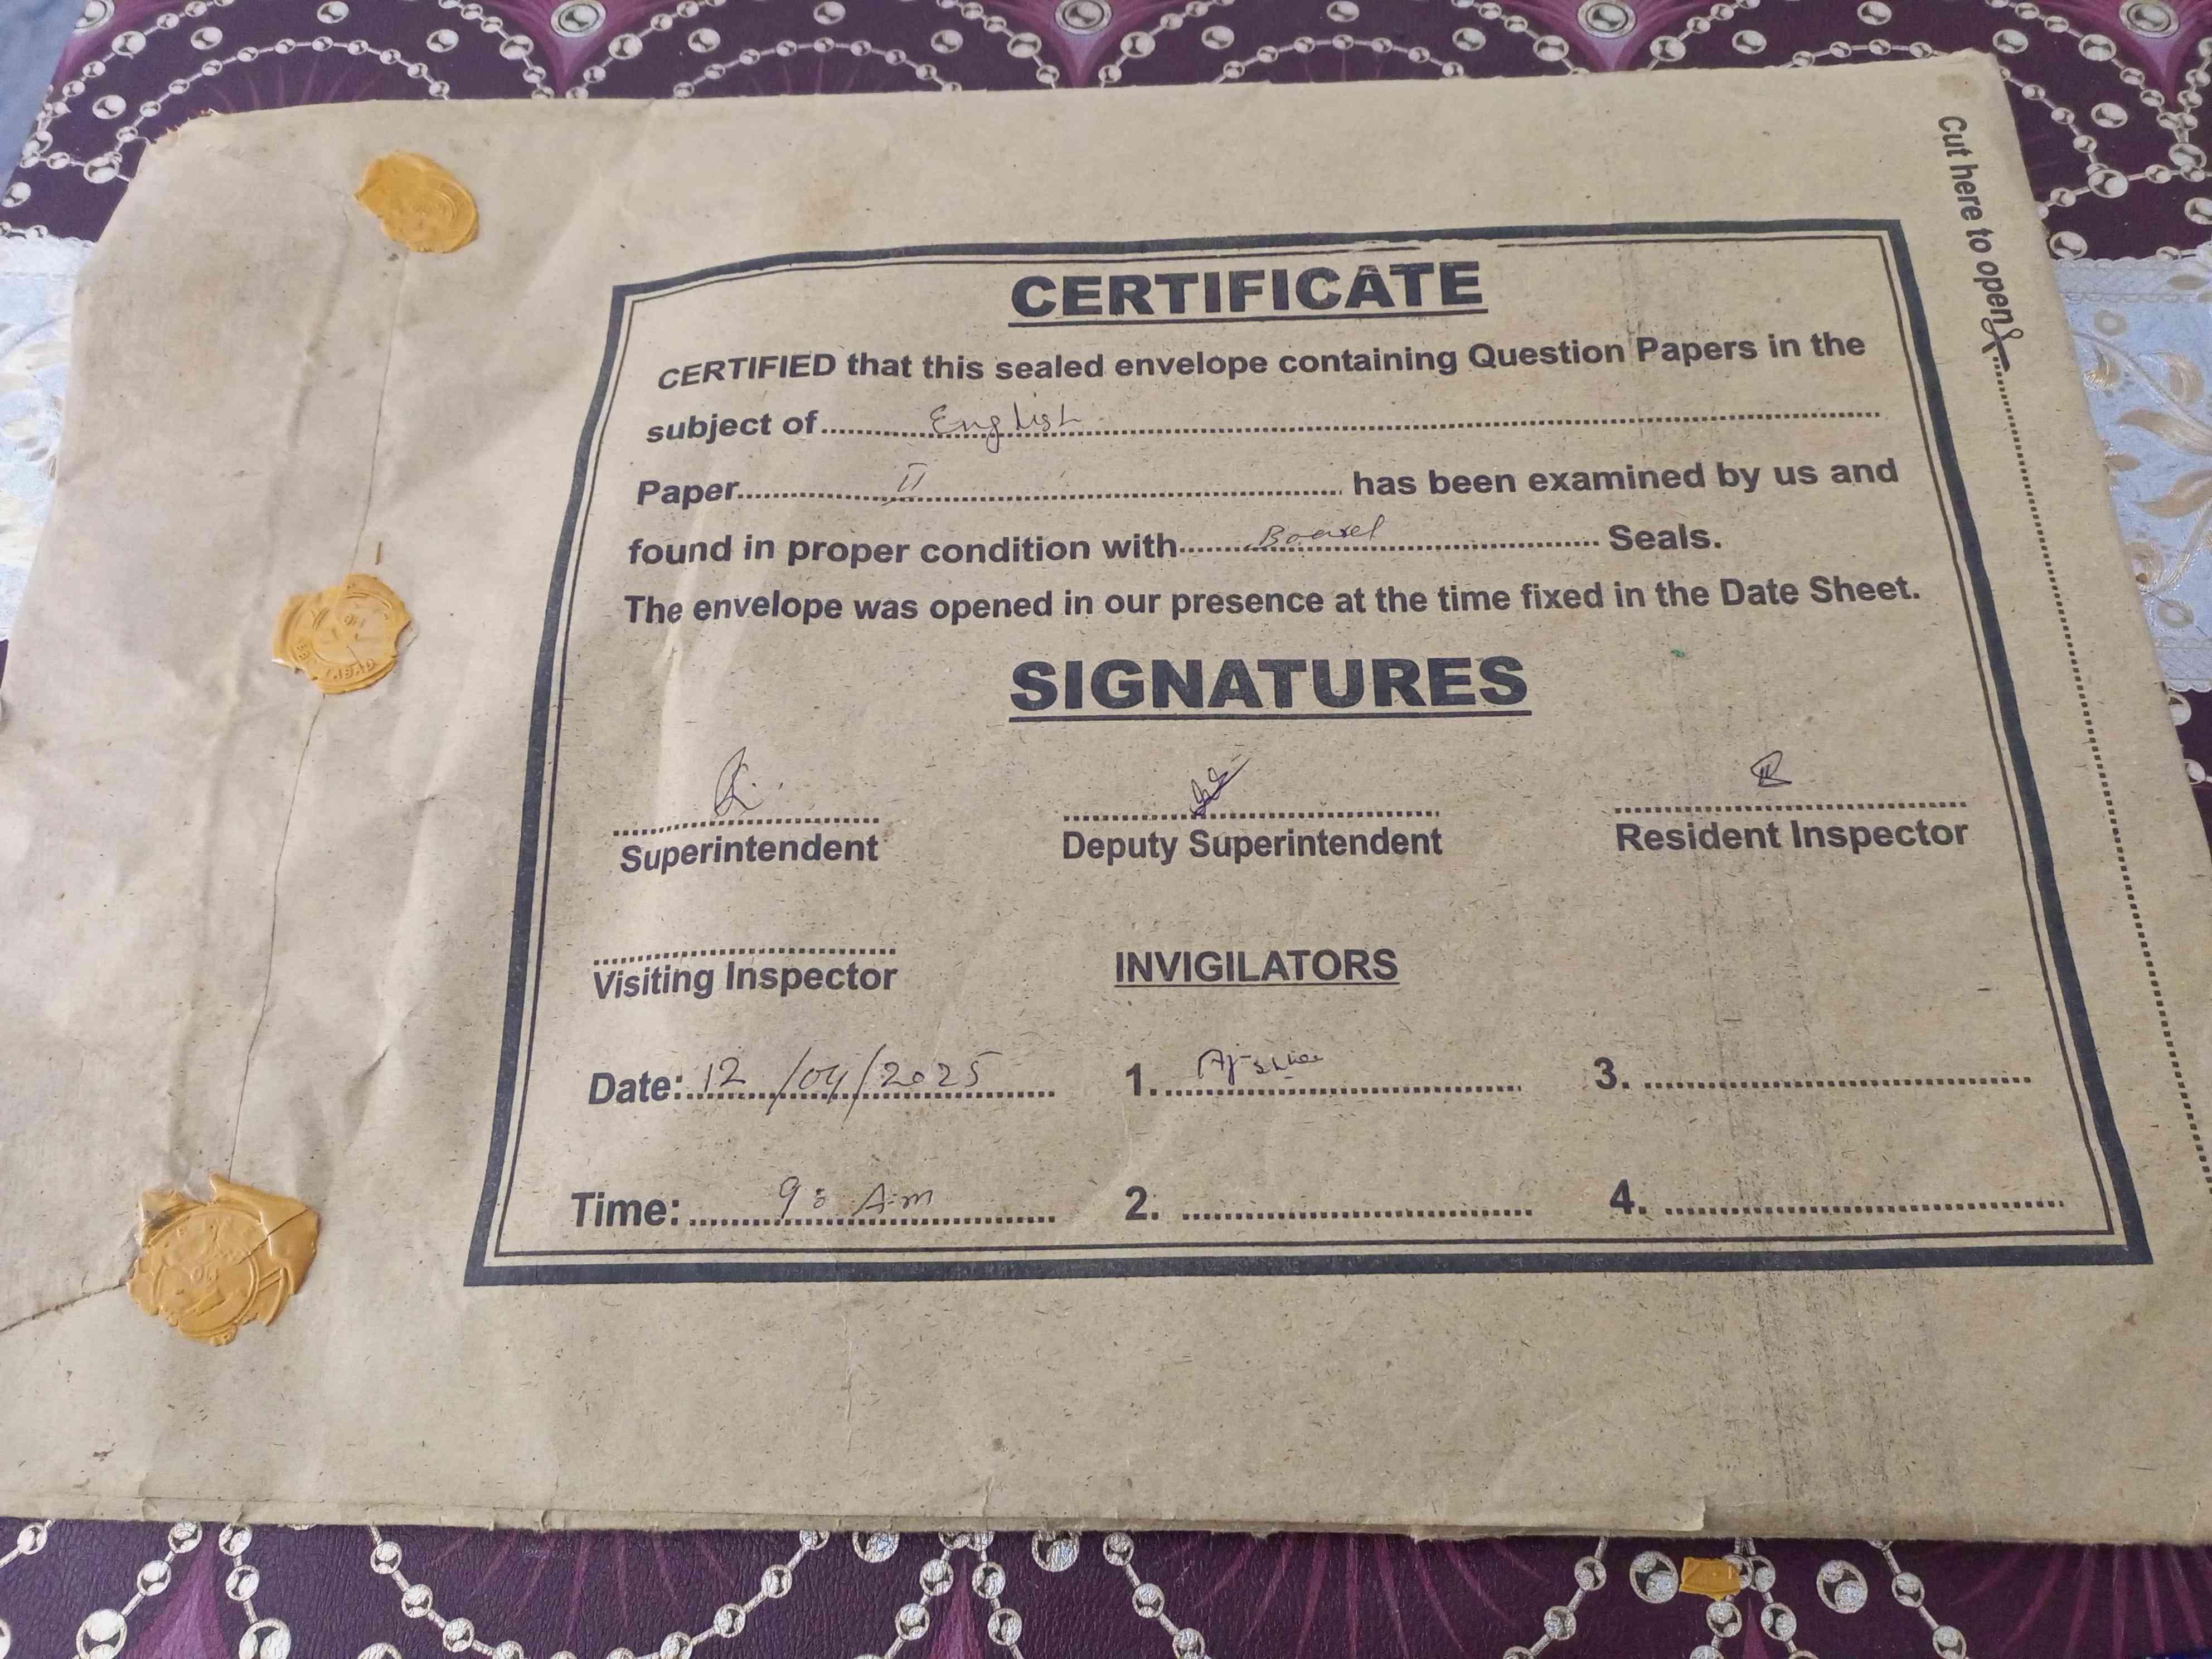 Cut here to open
CERTIFICATE
CERTIFIED that this sealed envelope containing Question Papers in the
subject of English
Paper II has been examined by us and
found in proper condition with Board Seals.
The envelope was opened in our presence at the time fixed in the Date Sheet.
SIGNATURES
Superintendent Deputy Superintendent Resident Inspector
Visiting Inspector INVIGILATORS
Date: 12/04/2025 1. 3.
Time: 9: A.m 2. 4.